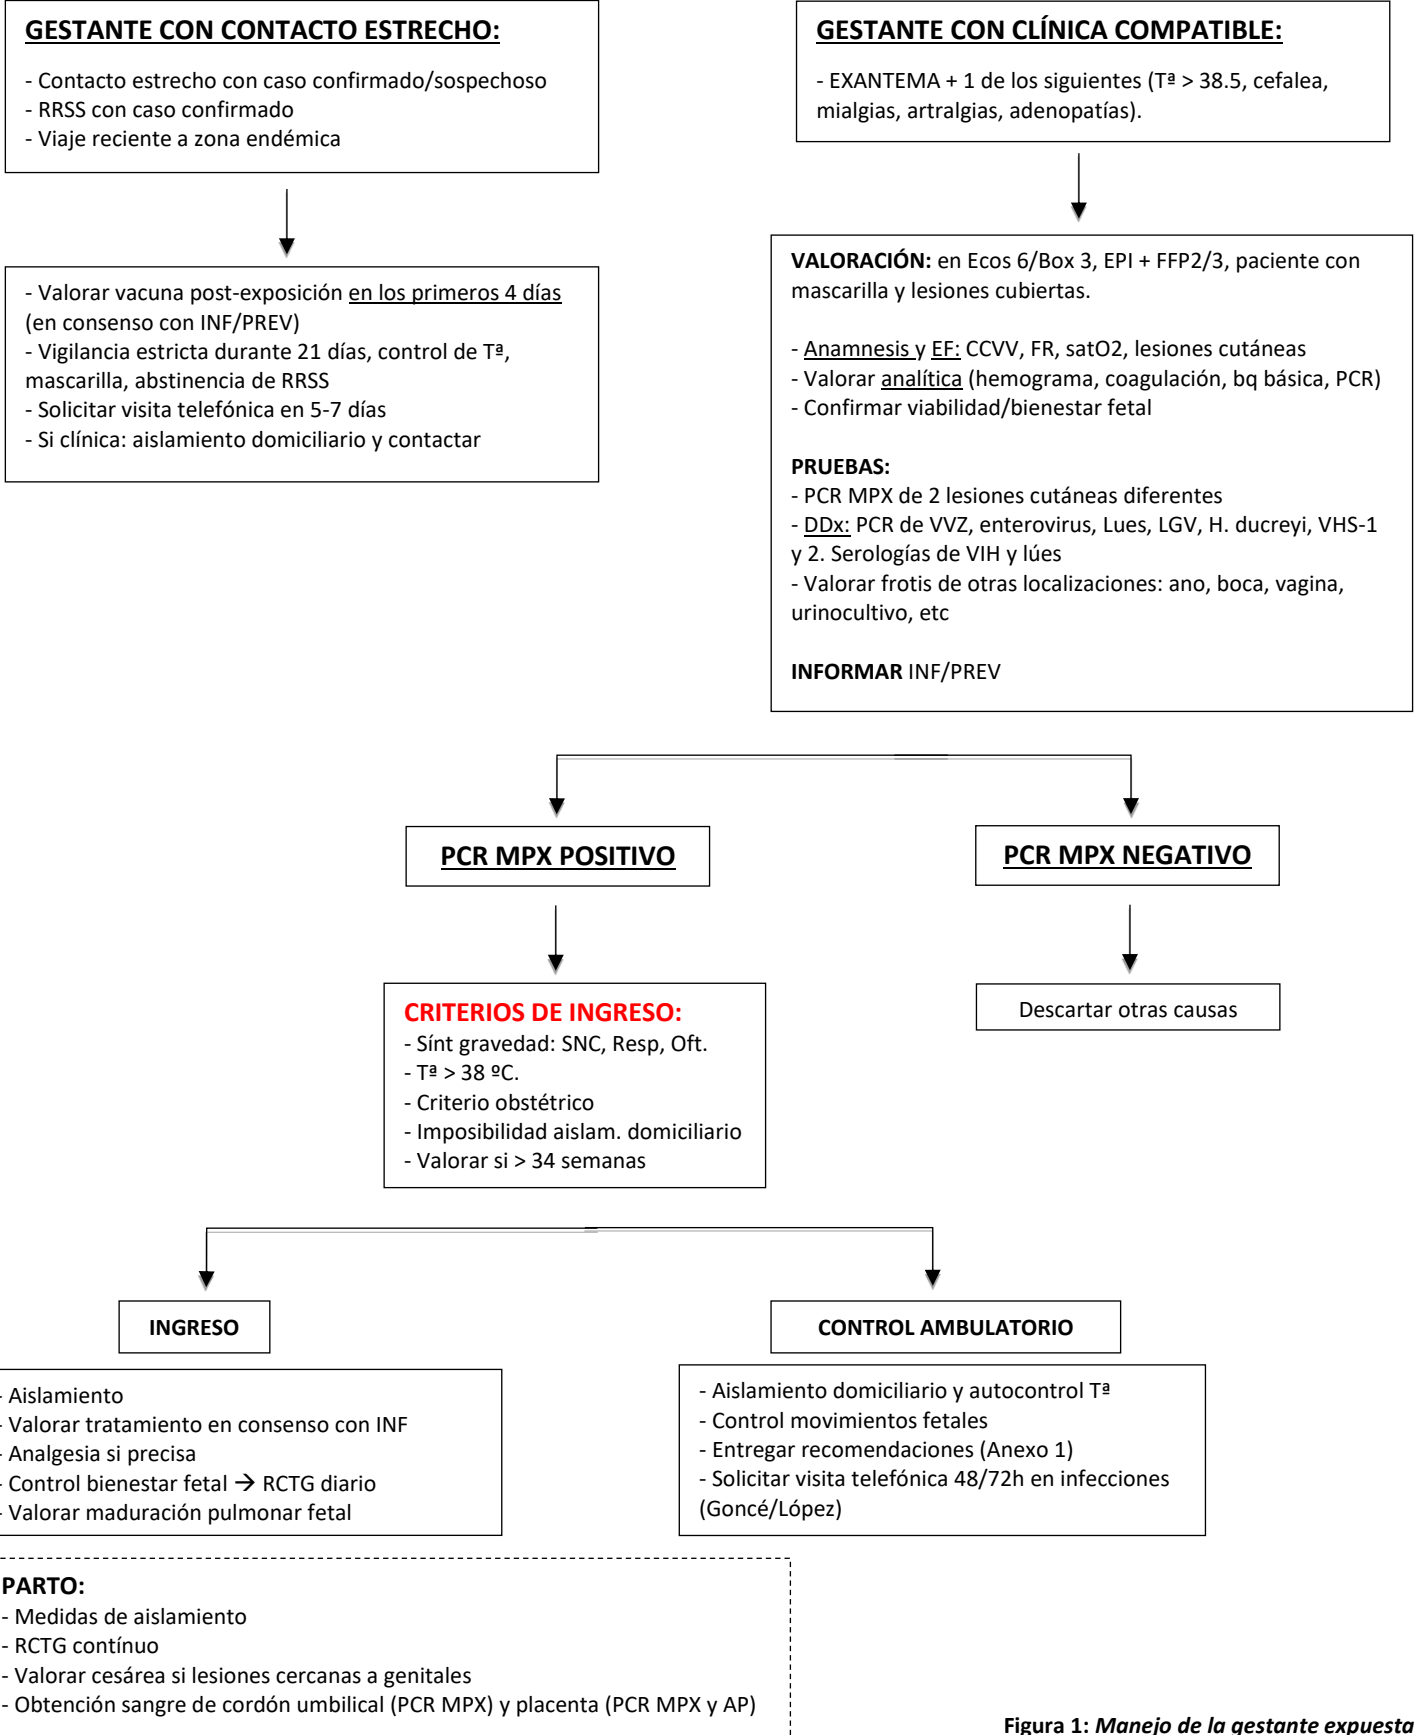 GESTANTE CON CONTACTO ESTRECHO:
- Contacto estrecho con caso confirmado/sospechoso
- RRSS con caso confirmado
- Viaje reciente a zona endémica
GESTANTE CON CLÍNICA COMPATIBLE:
- EXANTEMA + 1 de los siguientes (Tª > 38.5, cefalea,
mialgias, artralgias, adenopatías).
- Valorar vacuna post-exposición en los primeros 4 días
(en consenso con INF/PREV)
- Vigilancia estricta durante 21 días, control de Tª,
mascarilla, abstinencia de RRSS
- Solicitar visita telefónica en 5-7 días
- Si clínica: aislamiento domiciliario y contactar
VALORACIÓN: en Ecos 6/Box 3, EPI + FFP2/3, paciente con
mascarilla y lesiones cubiertas.
- Anamnesis y EF: CCVV, FR, satO2, lesiones cutáneas
- Valorar analítica (hemograma, coagulación, bq básica, PCR)
- Confirmar viabilidad/bienestar fetal
PRUEBAS:
- PCR MPX de 2 lesiones cutáneas diferentes
- DDx: PCR de VVZ, enterovirus, Lues, LGV, H. ducreyi, VHS-1
y 2. Serologías de VIH y lúes
- Valorar frotis de otras localizaciones: ano, boca, vagina,
urinocultivo, etc
INFORMAR INF/PREV
PCR MPX POSITIVO
PCR MPX NEGATIVO
CRITERIOS DE INGRESO:
- Sínt gravedad: SNC, Resp, Oft.
- Tª > 38 ºC.
- Criterio obstétrico
- Imposibilidad aislam. domiciliario
- Valorar si > 34 semanas
Descartar otras causas
INGRESO
CONTROL AMBULATORIO
- Aislamiento
- Valorar tratamiento en consenso con INF
- Analgesia si precisa
- Control bienestar fetal → RCTG diario
- Valorar maduración pulmonar fetal
- Aislamiento domiciliario y autocontrol Tª
- Control movimientos fetales
- Entregar recomendaciones (Anexo 1)
- Solicitar visita telefónica 48/72h en infecciones
(Goncé/López)
PARTO:
- Medidas de aislamiento
- RCTG contínuo
- Valorar cesárea si lesiones cercanas a genitales
- Obtención sangre de cordón umbilical (PCR MPX) y placenta (PCR MPX y AP)
Figura 1: Manejo de la gestante expuesta